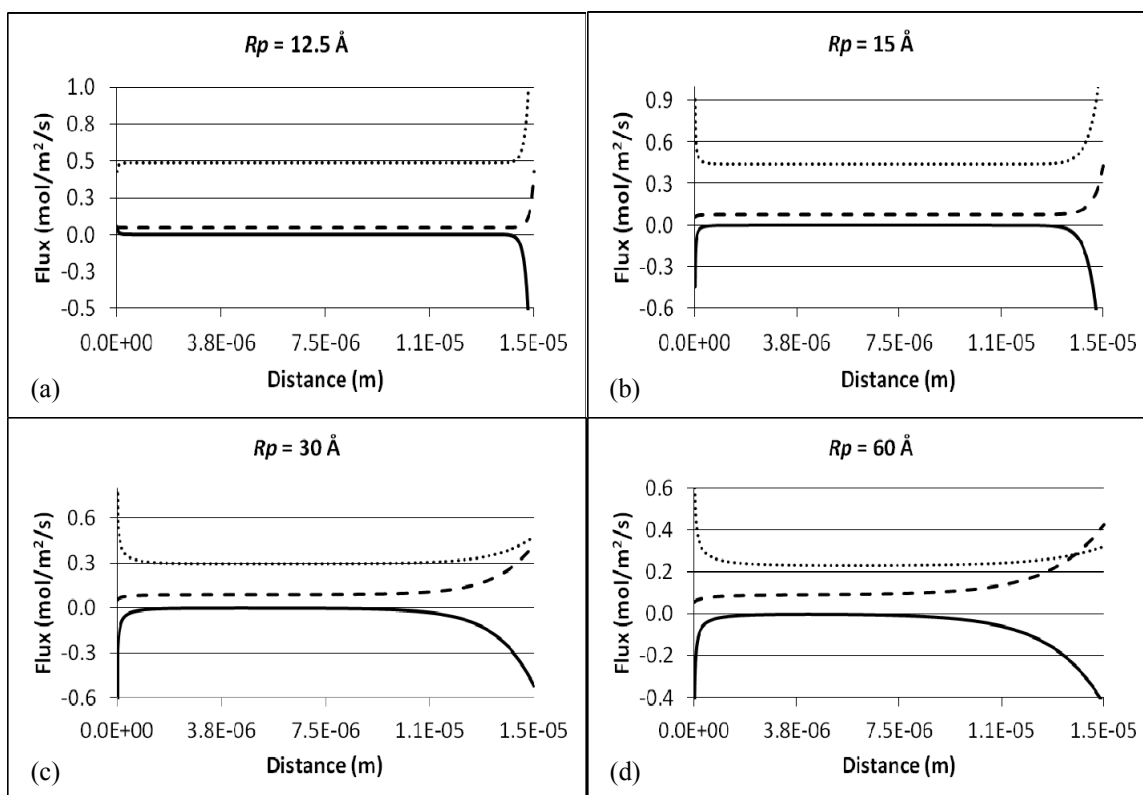 Rp = 12.5 Å
1.0
0.8
0.5
0.3
0.0
-0.3
-0.5
Flux (mol/m²/s)
0.0E+00 3.8E-06 7.5E-06 1.1E-05 1.5E-05
Distance (m)
(a)
Rp = 15 Å
0.9
0.6
0.3
0.0
-0.3
-0.6
Flux (mol/m²/s)
0.0E+00 3.8E-06 7.5E-06 1.1E-05 1.5E-05
Distance (m)
(b)
Rp = 30 Å
0.6
0.3
0.0
-0.3
-0.6
Flux (mol/m²/s)
0.0E+00 3.8E-06 7.5E-06 1.1E-05 1.5E-05
Distance (m)
(c)
Rp = 60 Å
0.6
0.4
0.2
0.0
-0.2
-0.4
Flux (mol/m²/s)
0.0E+00 3.8E-06 7.5E-06 1.1E-05 1.5E-05
Distance (m)
(d)